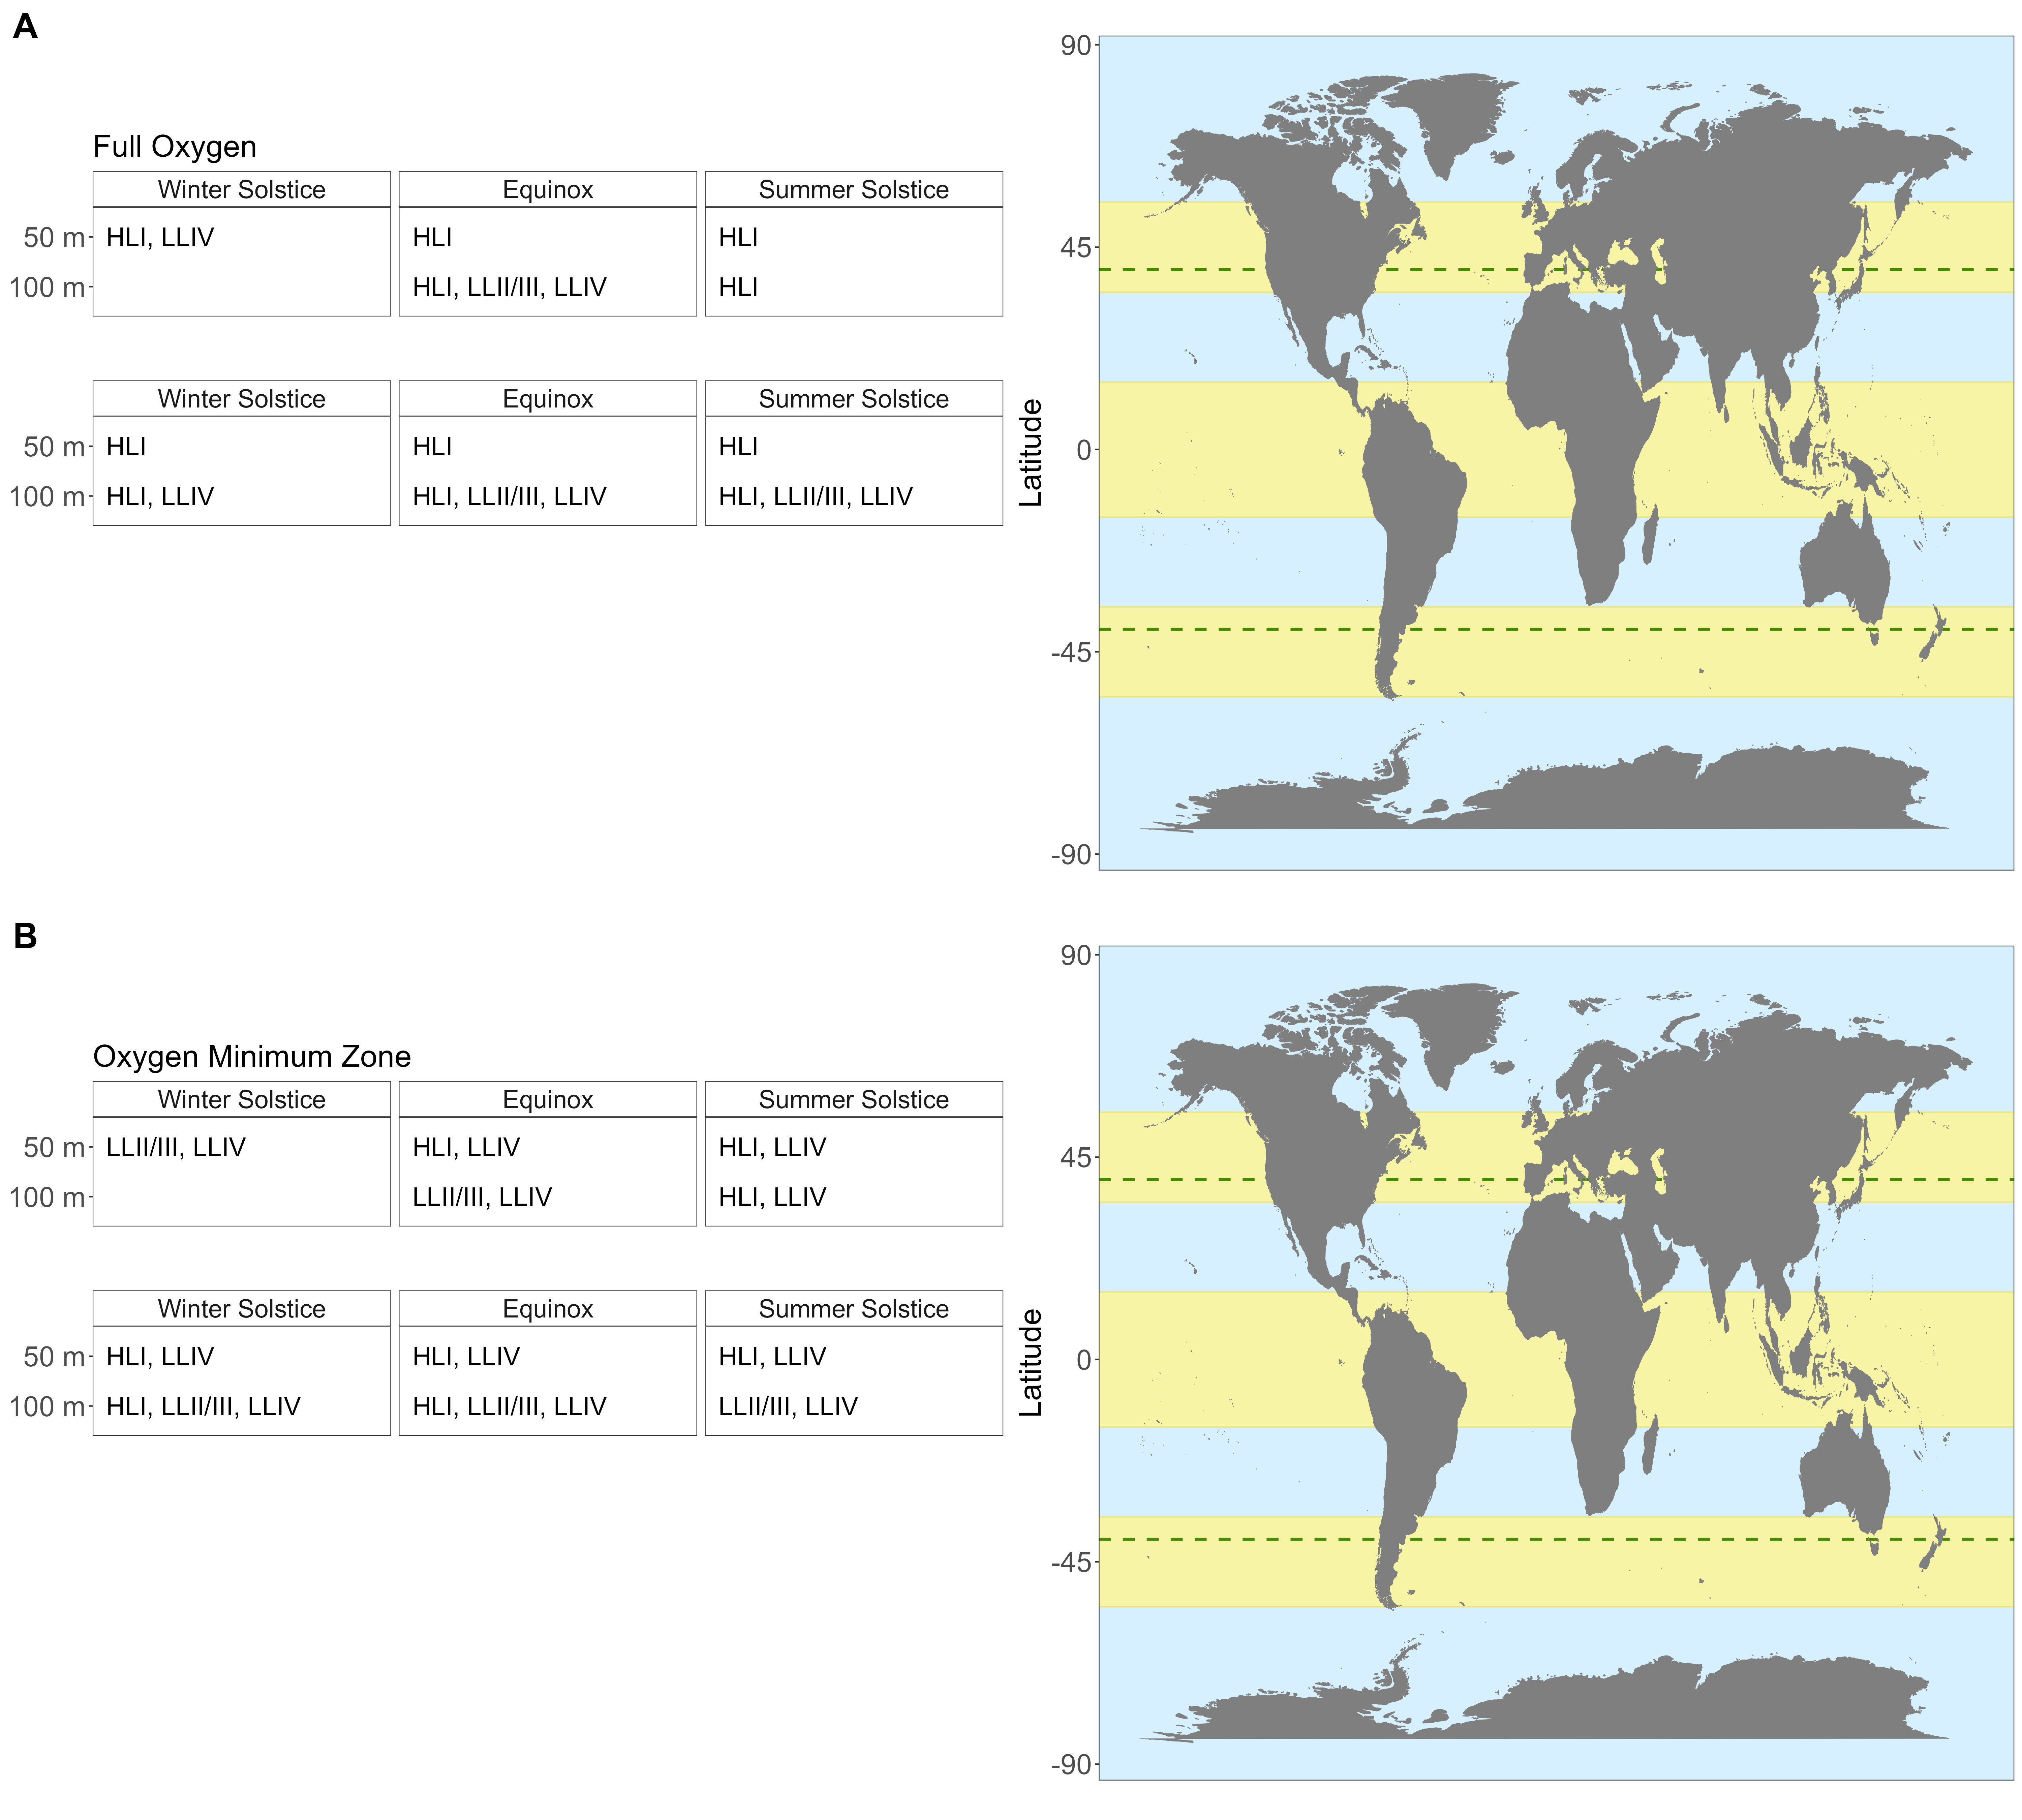 A
Full Oxygen
Winter Solstice Equinox Summer Solstice
50 m HLI, LLIV HLI HLI
100 m HLI, LLII/III, LLIV HLI
Winter Solstice Equinox Summer Solstice
50 m HLI HLI HLI
100 m HLI, LLIV HLI, LLII/III, LLIV HLI, LLII/III, LLIV
90
45
0
-45
-90
Latitude
B
Oxygen Minimum Zone
Winter Solstice Equinox Summer Solstice
50 m LLII/III, LLIV HLI, LLIV HLI, LLIV
100 m LLII/III, LLIV HLI, LLIV
Winter Solstice Equinox Summer Solstice
50 m HLI, LLIV HLI, LLIV HLI, LLIV
100 m HLI, LLII/III, LLIV HLI, LLII/III, LLIV LLII/III, LLIV
90
45
0
-45
-90
Latitude